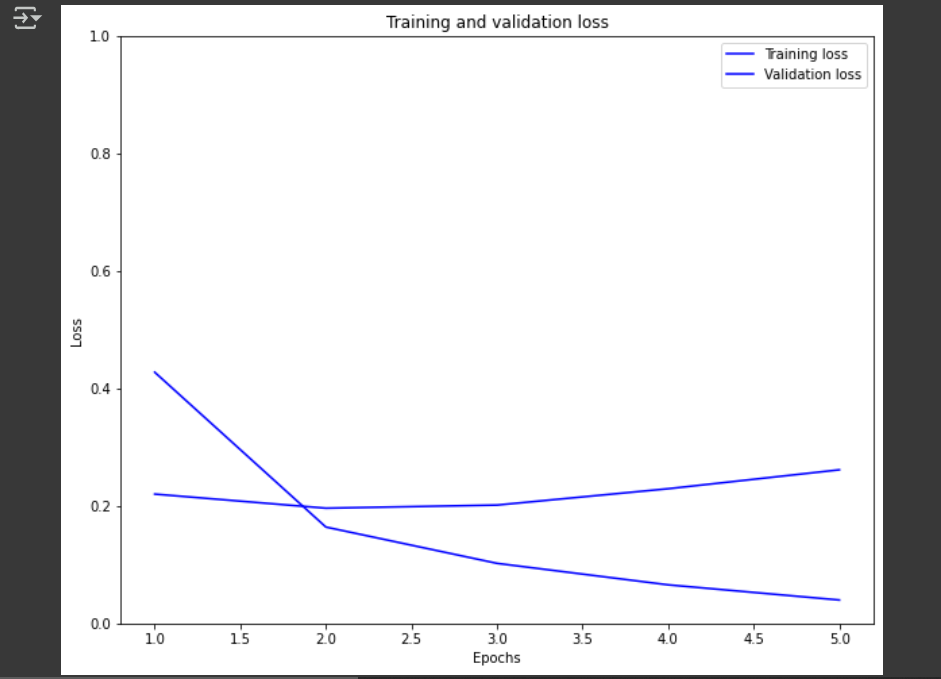 Training and validation loss
1.0
Training loss
Validation loss
0.8
0.6
Loss
0.4
0.2
0.0
1.0 1.5 2.0 2.5 3.0 3.5 4.0 4.5 5.0
Epochs